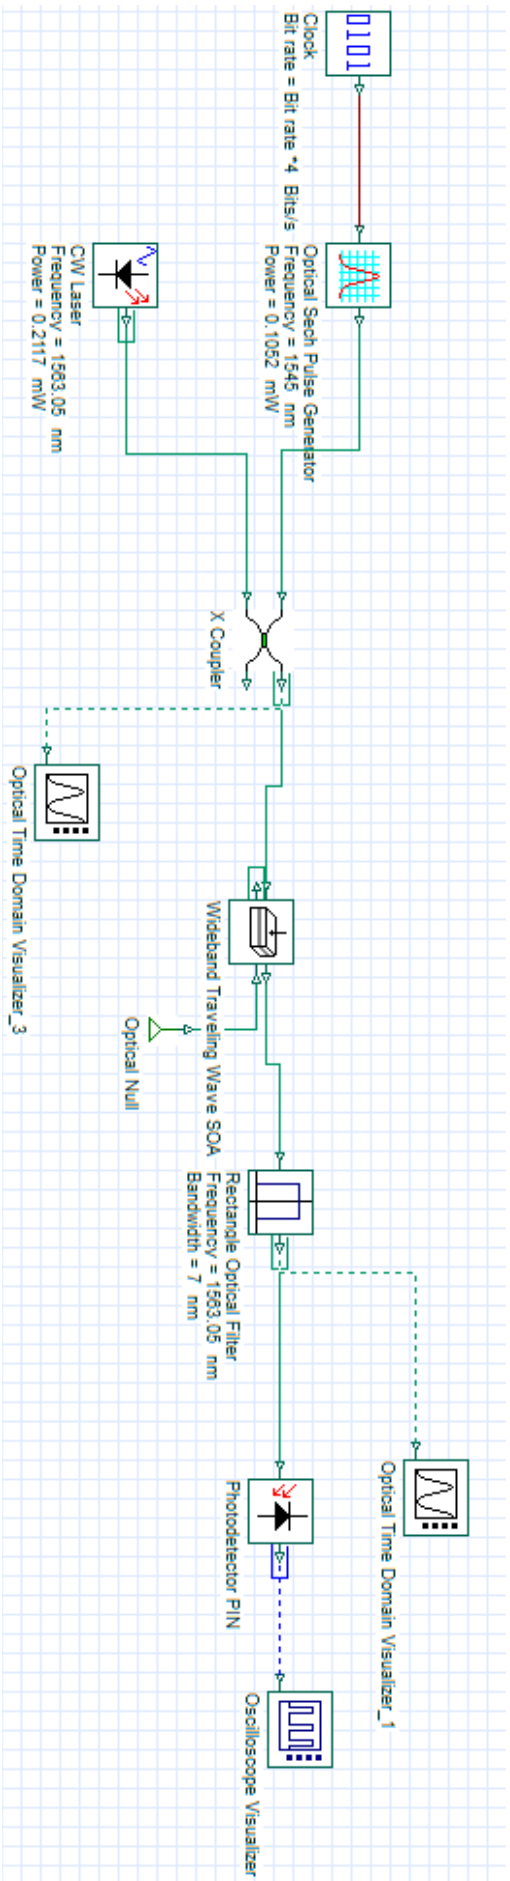 Clock
Bit rate = Bit rate *4 Bits/s
Optical Sech Pulse Generator
Frequency = 1545 nm
Power = 0.1052 mW
CW Laser
Frequency = 1563.05 nm
Power = 0.2117 mW
X Coupler
Optical Time Domain Visualizer_3
Wideband Traveling Wave SOA
Optical Null
Rectangle Optical Filter
Frequency = 1563.05 nm
Bandwidth = 7 nm
Optical Time Domain Visualizer_1
Photodetector PIN
Oscilloscope Visualizer